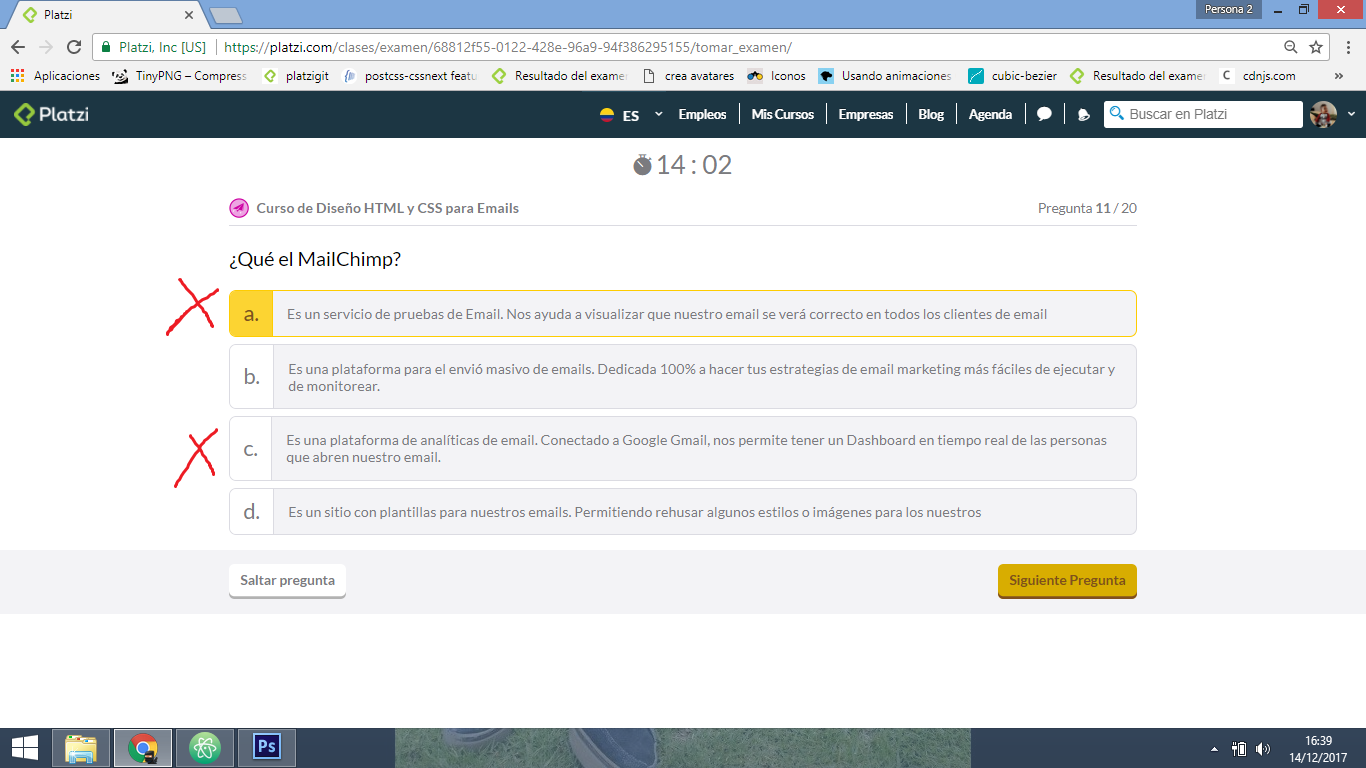 Platzi
Persona 2
Platzi, Inc [US]
https://platzi.com/clases/examen/68812f55-0122-428e-96a9-94f386295155/tomar_examen/
Aplicaciones
TinyPNG – Compress
platzigit
postcss-cssnext featu
Resultado del examen
crea avatares
Iconos
Usando animaciones
cubic-bezier
Resultado del examen
cdnjs.com
»
Platzi
ES
Empleos
Mis Cursos
Empresas
Blog
Agenda
Buscar en Platzi
14 : 02
Curso de Diseño HTML y CSS para Emails
Pregunta 11 / 20
¿Qué el MailChimp?
a.
Es un servicio de pruebas de Email. Nos ayuda a visualizar que nuestro email se verá correcto en todos los clientes de email
b.
Es una plataforma para el envió masivo de emails. Dedicada 100% a hacer tus estrategias de email marketing más fáciles de ejecutar y
de monitorear.
c.
Es una plataforma de analíticas de email. Conectado a Google Gmail, nos permite tener un Dashboard en tiempo real de las personas
que abren nuestro email.
d.
Es un sitio con plantillas para nuestros emails. Permitiendo rehusar algunos estilos o imágenes para los nuestros
Saltar pregunta
Siguiente Pregunta
Ps
16:39
14/12/2017